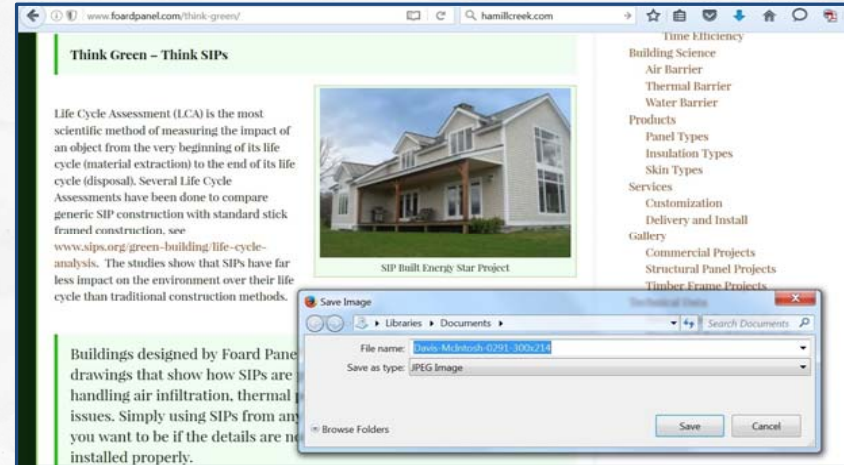 www.foardpanel.com/think-green/
hamillcreek.com
Think Green – Think SIPs
Life Cycle Assessment (LCA) is the most
scientific method of measuring the impact of
an object from the very beginning of its life
cycle (material extraction) to the end of its life
cycle (disposal). Several Life Cycle
Assessments have been done to compare
generic SIP construction with standard stick
framed construction, see
www.sips.org/green-building/life-cycle-
analysis. The studies show that SIPs have far
less impact on the environment over their life
cycle than traditional construction methods.
SIP Built Energy Star Project
Buildings designed by Foard Pane
drawings that show how SIPs are
handling air infiltration, thermal
issues. Simply using SIPs from any
you want to be if the details are
installed properly.
Time Efficiency
Building Science
Air Barrier
Thermal Barrier
Water Barrier
Products
Panel Types
Insulation Types
Skin Types
Services
Customization
Delivery and Install
Gallery
Commercial Projects
Structural Panel Projects
Timber Frame Projects
Save Image
Libraries
Documents
Search Documents
File name: Davis-McIntosh-0291-300x214
Save as type: JPEG Image
Browse Folders
Save
Cancel